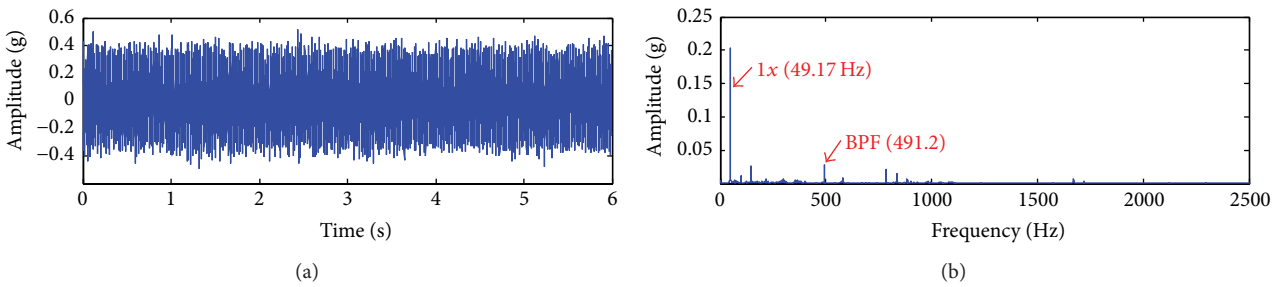 0.6
0.4
0.2
0
−0.2
−0.4
Amplitude (g)
0 1 2 3 4 5 6
Time (s)
(a)
0.25
0.2
0.15
0.1
0.05
Amplitude (g)
1x (49.17 Hz)
BPF (491.2)
0 500 1000 1500 2000 2500
Frequency (Hz)
(b)